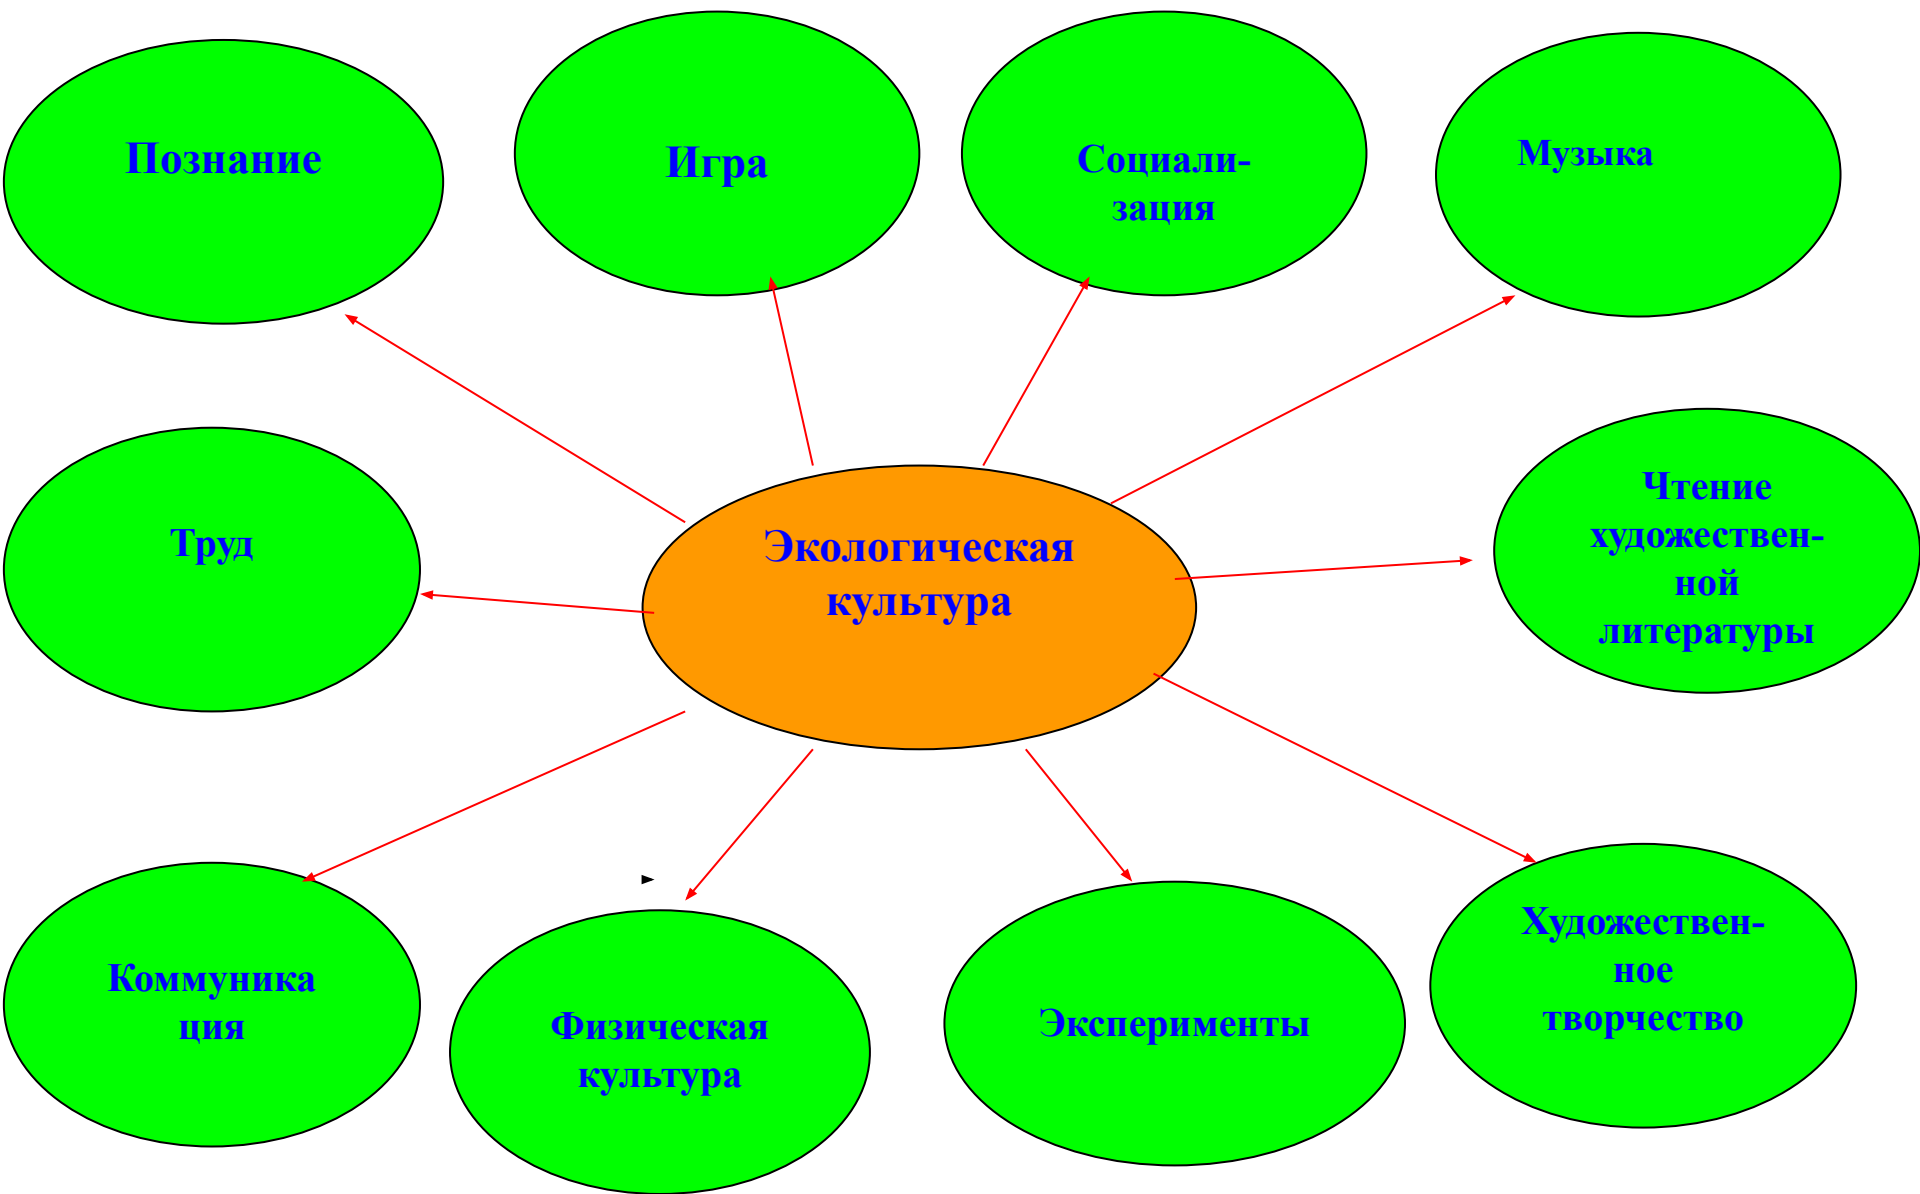 Познание
Игра
Социали-
зация
Музыка
Труд
Экологическая
культура
Чтение
художествен-
ной
литературы
Коммуника
ция
Физическая
культура
Эксперименты
Художествен-
ное
творчество